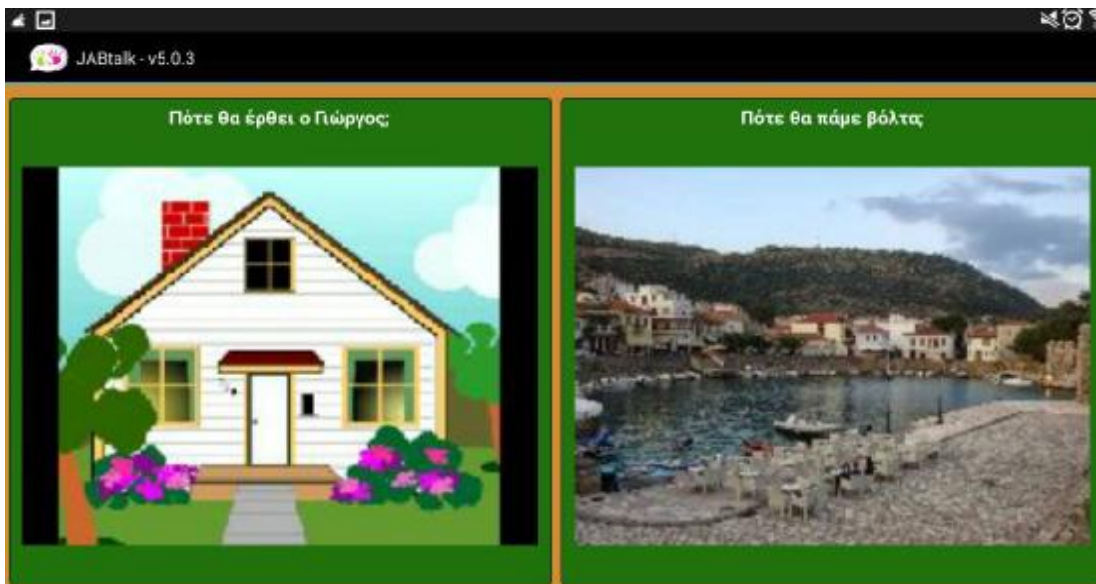 JABtalk - v5.0.3
Πότε θα έρθει ο Γιώργος;
Πότε θα πάμε βόλτα;